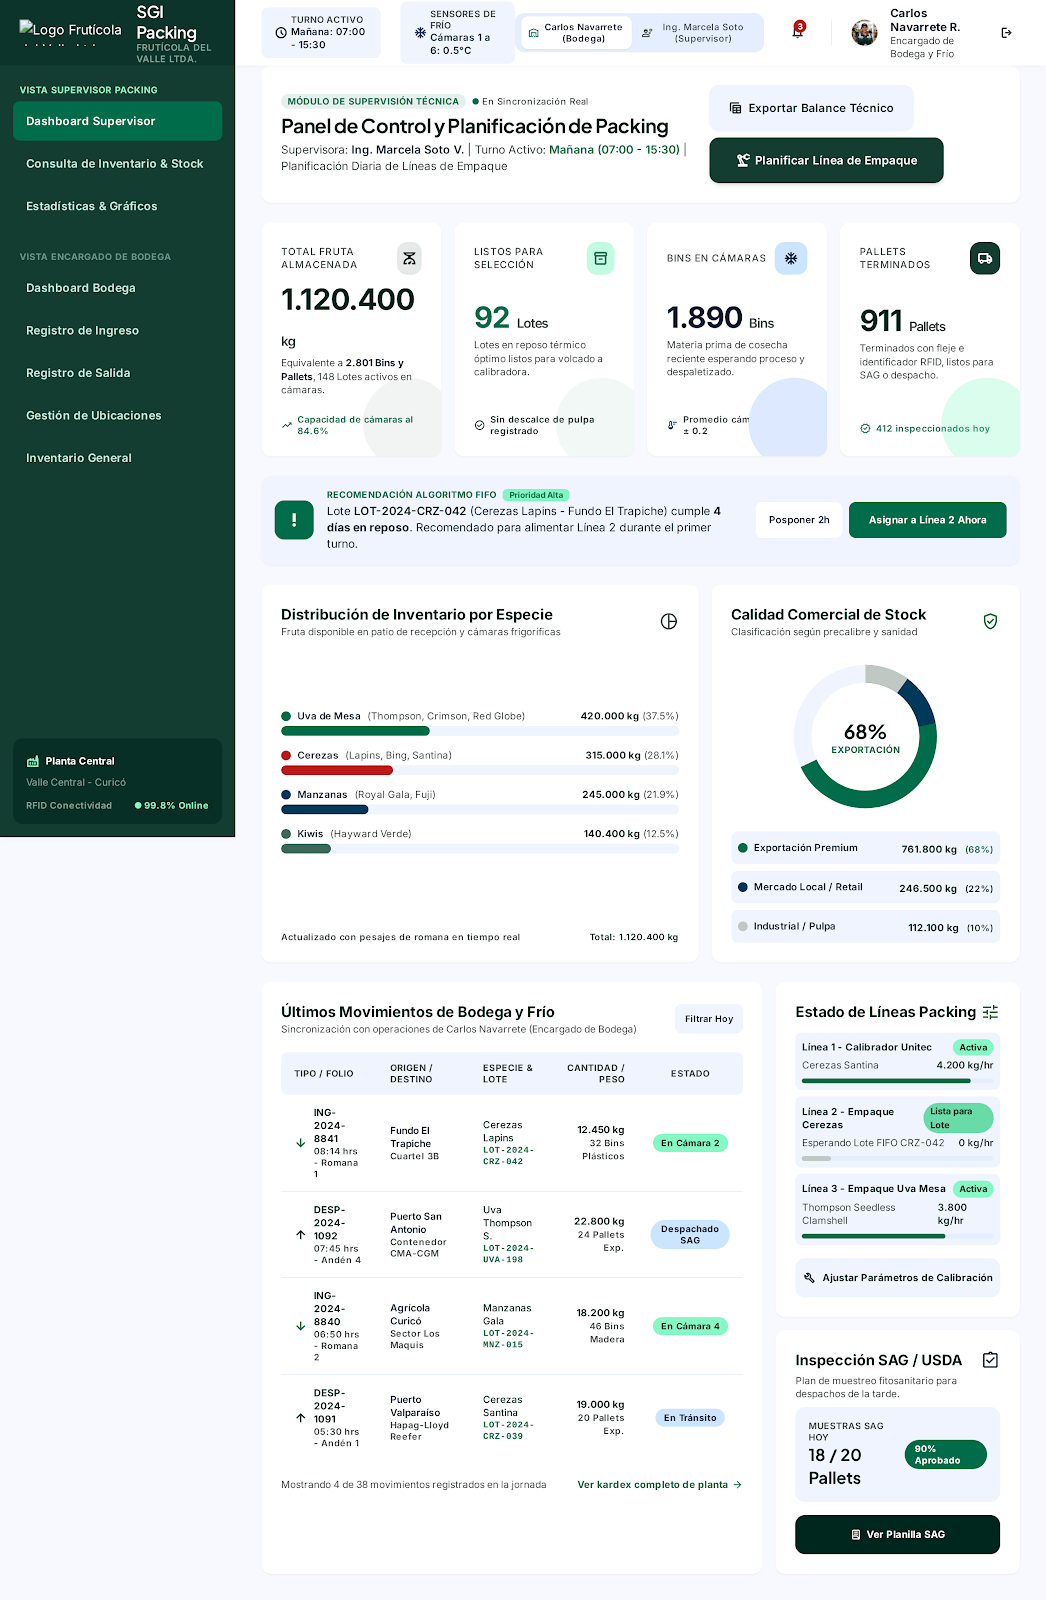 Logo Frutícola
SGI
Packing
FRUTÍCOLA DEL
VALLE LTDA.
VISTA SUPERVISOR PACKING
Dashboard Supervisor
Consulta de Inventario & Stock
Estadísticas & Gráficos
VISTA ENCARGADO DE BODEGA
Dashboard Bodega
Registro de Ingreso
Registro de Salida
Gestión de Ubicaciones
Inventario General
Planta Central
Valle Central - Curicó
RFID Conectividad
99.8% Online
TURNO ACTIVO
Mañana: 07:00
- 15:30
SENSORES DE
FRÍO
Cámaras 1 a
6: 0.5°C
Carlos Navarrete
(Bodega)
Ing. Marcela Soto
(Supervisor)
3
Carlos
Navarrete R.
Encargado de
Bodega y Frío
MÓDULO DE SUPERVISIÓN TÉCNICA
En Sincronización Real
Panel de Control y Planificación de Packing
Supervisora: Ing. Marcela Soto V. | Turno Activo: Mañana (07:00 - 15:30) |
Planificación Diaria de Líneas de Empaque
Exportar Balance Técnico
Planificar Línea de Empaque
TOTAL FRUTA
ALMACENADA
1.120.400
kg
Equivalente a 2.801 Bins y
Pallets, 148 Lotes activos en
cámaras.
Capacidad de cámaras al
84.6%
LISTOS PARA
SELECCIÓN
92 Lotes
Lotes en reposo térmico
óptimo listos para volcado a
calibradora.
Sin descalce de pulpa
registrado
BINS EN CÁMARAS
1.890 Bins
Materia prima de cosecha
reciente esperando proceso y
despaletizado.
Promedio cám
± 0.2
PALLETS
TERMINADOS
911 Pallets
Terminados con fleje e
identificador RFID, listos para
SAG o despacho.
412 inspeccionados hoy
!
RECOMENDACIÓN ALGORITMO FIFO
Prioridad Alta
Lote LOT-2024-CRZ-042 (Cerezas Lapins - Fundo El Trapiche) cumple 4
días en reposo. Recomendado para alimentar Línea 2 durante el primer
turno.
Posponer 2h
Asignar a Línea 2 Ahora
Distribución de Inventario por Especie
Fruta disponible en patio de recepción y cámaras frigoríficas
Uva de Mesa (Thompson, Crimson, Red Globe)
420.000 kg (37.5%)
Cerezas (Lapins, Bing, Santina)
315.000 kg (28.1%)
Manzanas (Royal Gala, Fuji)
245.000 kg (21.9%)
Kiwis (Hayward Verde)
140.400 kg (12.5%)
Actualizado con pesajes de romana en tiempo real
Total: 1.120.400 kg
Calidad Comercial de Stock
Clasificación según precalibre y sanidad
68%
EXPORTACIÓN
Exportación Premium
761.800 kg (68%)
Mercado Local / Retail
246.500 kg (22%)
Industrial / Pulpa
112.100 kg (10%)
Últimos Movimientos de Bodega y Frío
Sincronización con operaciones de Carlos Navarrete (Encargado de Bodega)
Filtrar Hoy
TIPO / FOLIO
ORIGEN /
DESTINO
ESPECIE &
LOTE
CANTIDAD /
PESO
ESTADO
ING-
2024-
8841
08:14 hrs
- Romana
1
Fundo El
Trapiche
Cuartel 3B
Cerezas
Lapins
LOT-2024-
CRZ-042
12.450 kg
32 Bins
Plásticos
En Cámara 2
DESP-
2024-
1092
07:45 hrs
- Andén 4
Puerto San
Antonio
Contenedor
CMA-CGM
Uva
Thompson
S.
LOT-2024-
UVA-198
22.800 kg
24 Pallets
Exp.
Despachado
SAG
ING-
2024-
8840
06:50 hrs
- Romana
2
Agrícola
Curicó
Sector Los
Maquis
Manzanas
Gala
LOT-2024-
MNZ-015
18.200 kg
46 Bins
Madera
En Cámara 4
DESP-
2024-
1091
05:30 hrs
- Andén 1
Puerto
Valparaíso
Hapag-Lloyd
Reefer
Cerezas
Santina
LOT-2024-
CRZ-039
19.000 kg
20 Pallets
Exp.
En Tránsito
Mostrando 4 de 38 movimientos registrados en la jornada
Ver kardex completo de planta →
Estado de Líneas Packing
Línea 1 - Calibrador Unitec
Activa
Cerezas Santina
4.200 kg/hr
Línea 2 - Empaque
Cerezas
Lista para
Lote
Esperando Lote FIFO CRZ-042
0 kg/hr
Línea 3 - Empaque Uva Mesa
Activa
Thompson Seedless
Clamshell
3.800
kg/hr
Ajustar Parámetros de Calibración
Inspección SAG / USDA
Plan de muestreo fitosanitario para
despachos de la tarde.
MUESTRAS SAG
HOY
18 / 20
Pallets
90%
Aprobado
Ver Planilla SAG